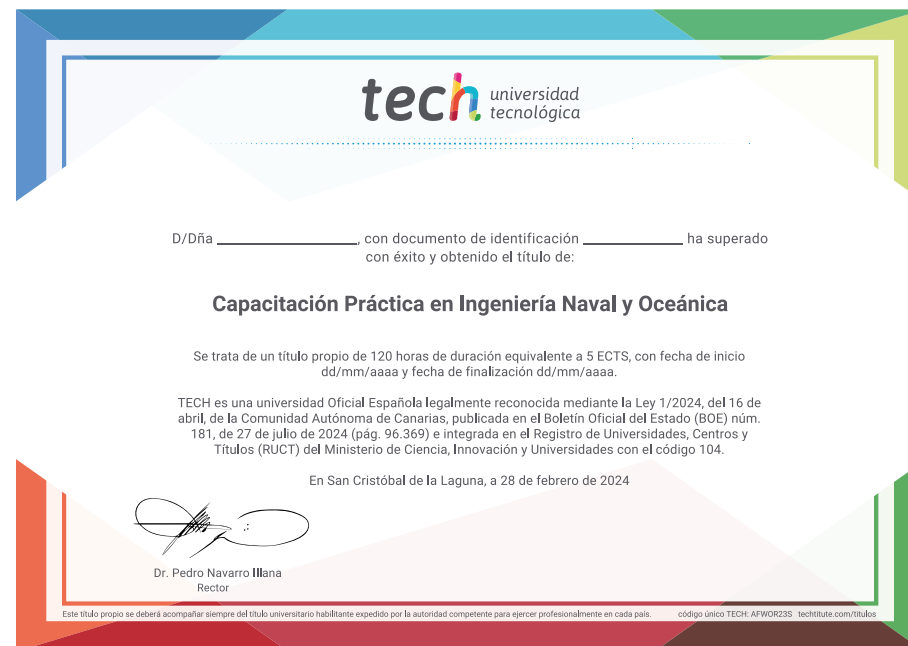 tech universidad
tecnológica
D/Dña ____________________, con documento de identificación ______________ ha superado
con éxito y obtenido el título de:
Capacitación Práctica en Ingeniería Naval y Oceánica
Se trata de un título propio de 120 horas de duración equivalente a 5 ECTS, con fecha de inicio
dd/mm/aaaa y fecha de finalización dd/mm/aaaa.
TECH es una universidad Oficial Española legalmente reconocida mediante la Ley 1/2024, del 16 de
abril, de la Comunidad Autónoma de Canarias, publicada en el Boletín Oficial del Estado (BOE) núm.
181, de 27 de julio de 2024 (pág. 96.369) e integrada en el Registro de Universidades, Centros y
Títulos (RUCT) del Ministerio de Ciencia, Innovación y Universidades con el código 104.
En San Cristóbal de la Laguna, a 28 de febrero de 2024
Dr. Pedro Navarro Illana
Rector
Este título propio se deberá acompañar siempre del título universitario habilitante expedido por la autoridad competente para ejercer profesionalmente en cada país. código único TECH: AFWOR23S techtitute.com/titulos